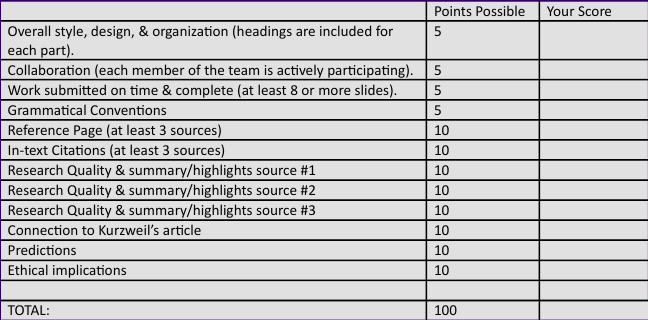 Points Possible Your Score
Overall style, design, & organization (headings are included for
each part). 5
Collaboration (each member of the team is actively participating). 5
Work submitted on time & complete (at least 8 or more slides). 5
Grammatical Conventions 5
Reference Page (at least 3 sources) 10
In-text Citations (at least 3 sources) 10
Research Quality & summary/highlights source #1 10
Research Quality & summary/highlights source #2 10
Research Quality & summary/highlights source #3 10
Connection to Kurzweil's article 10
Predictions 10
Ethical implications 10
TOTAL: 100